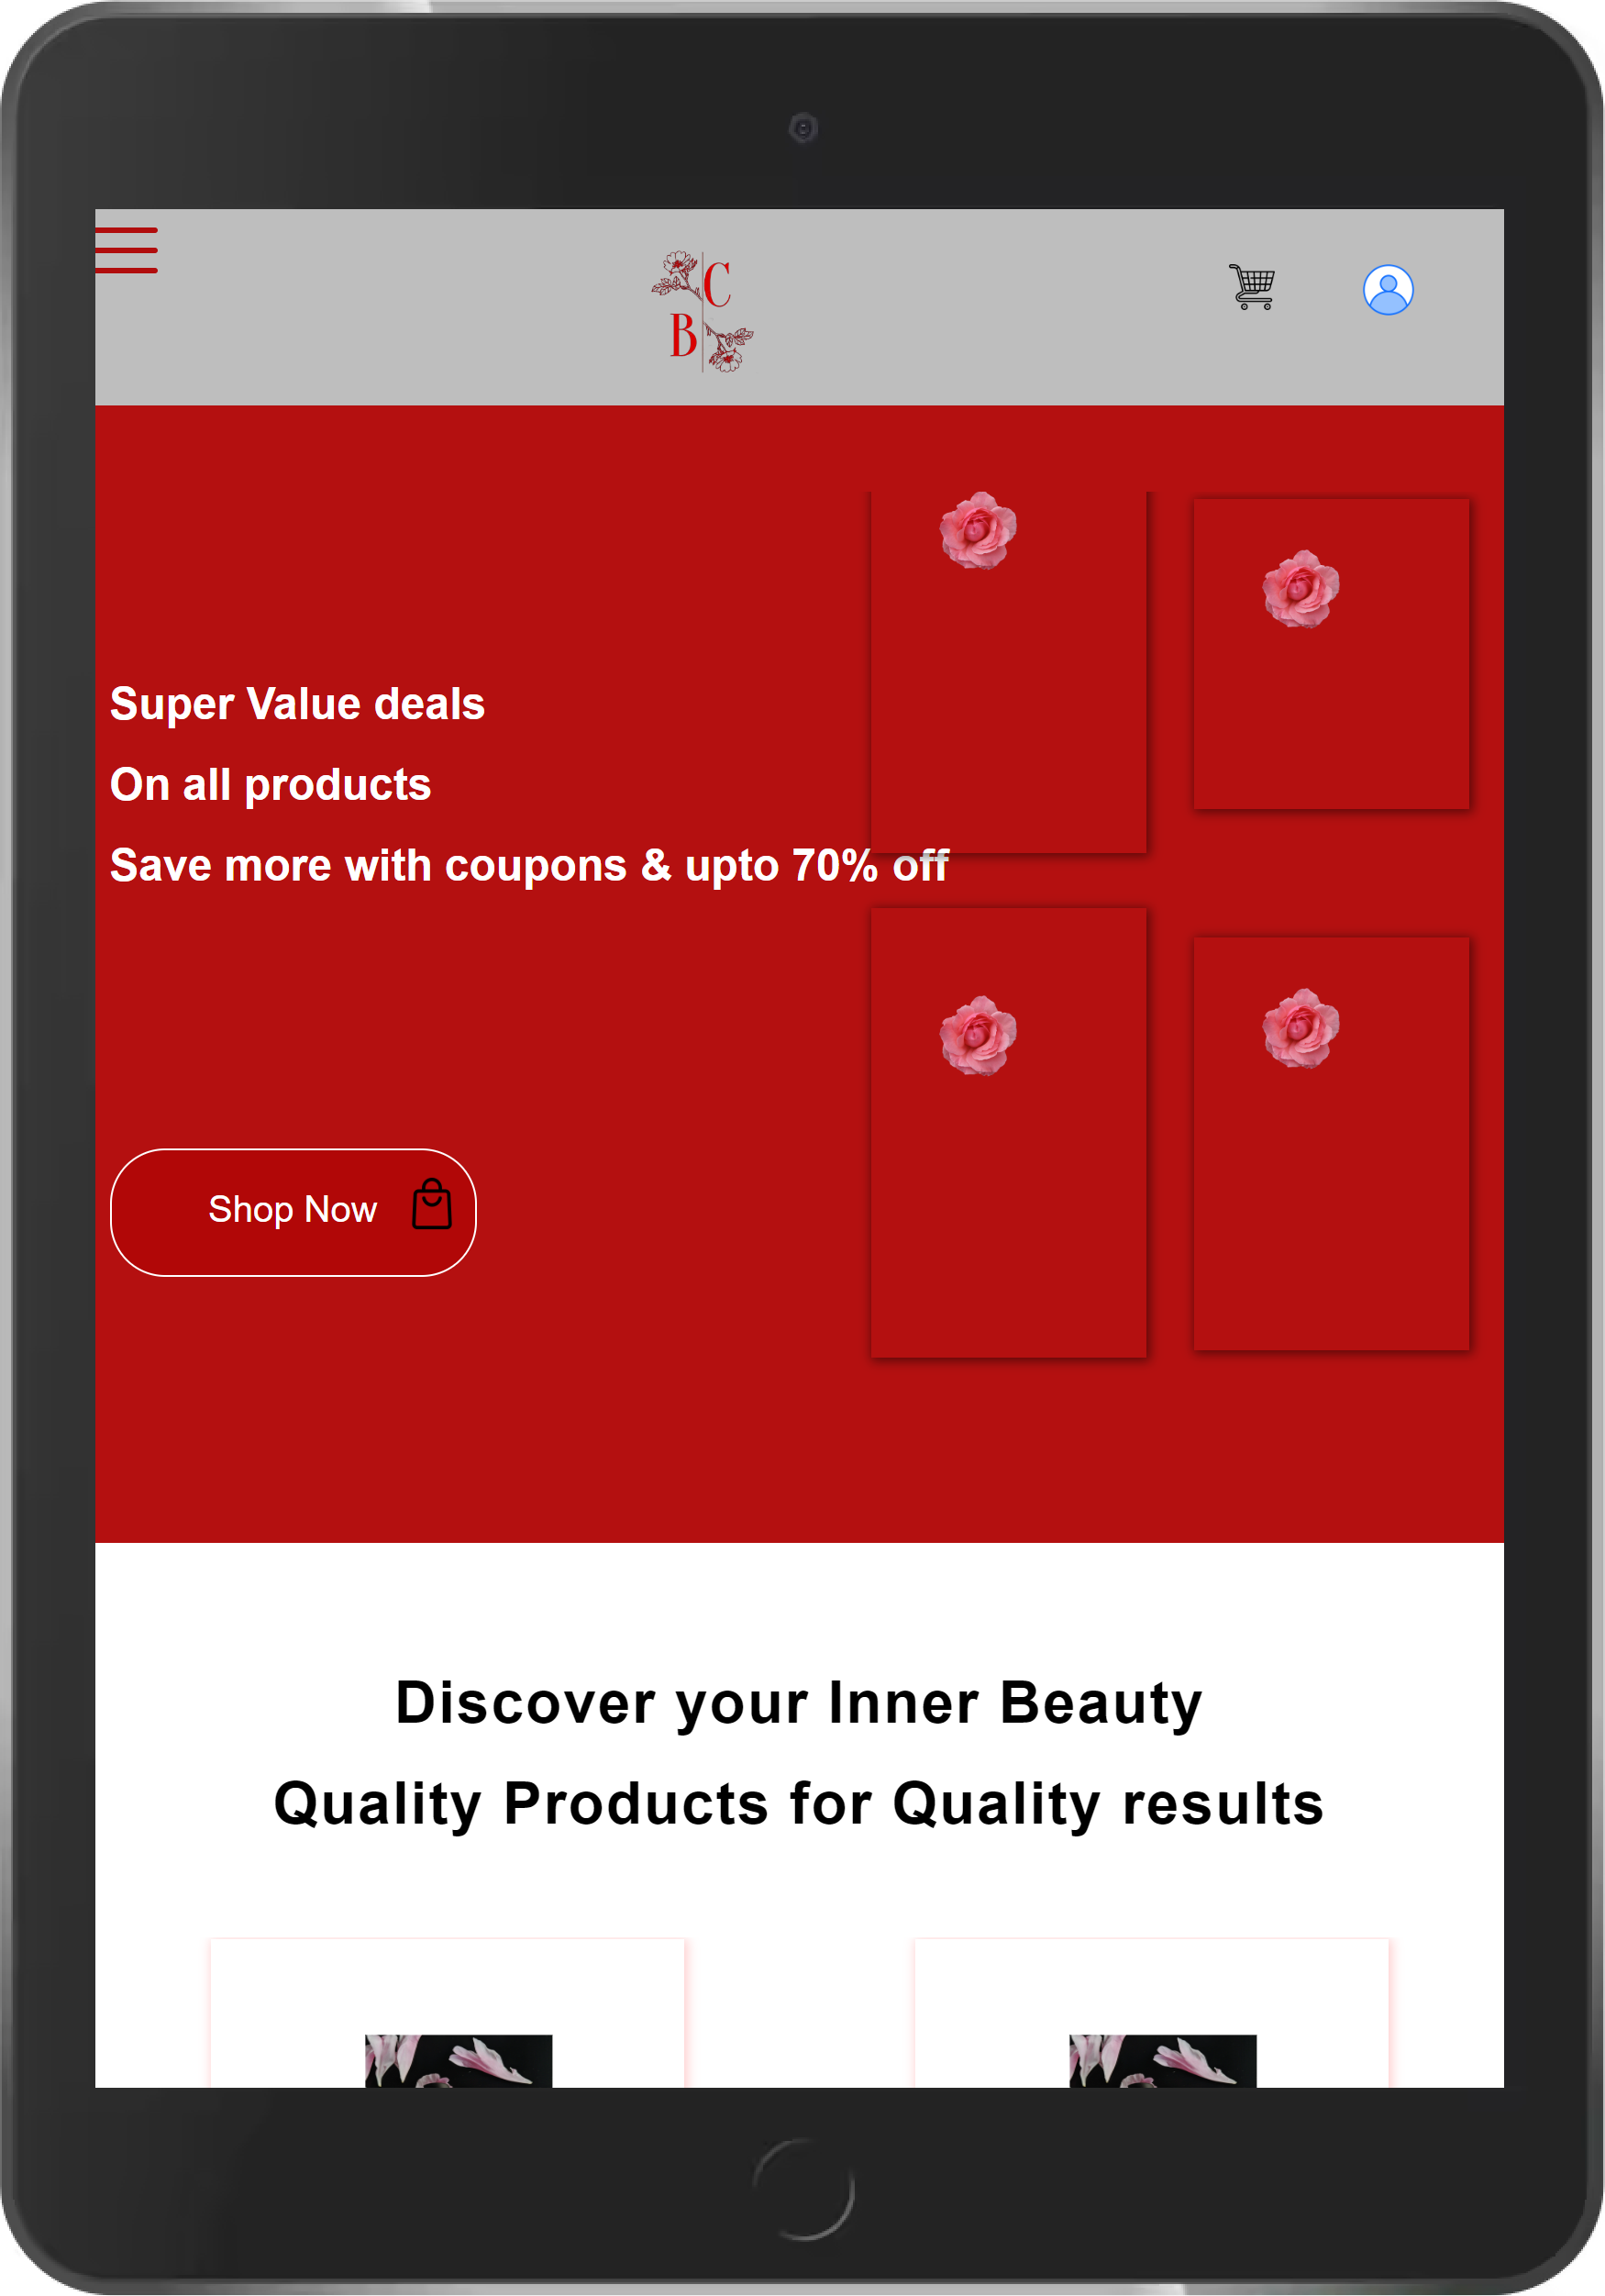 C
B
Super Value deals
On all products
Save more with coupons & upto 70% off
Shop Now
Discover your Inner Beauty
Quality Products for Quality results